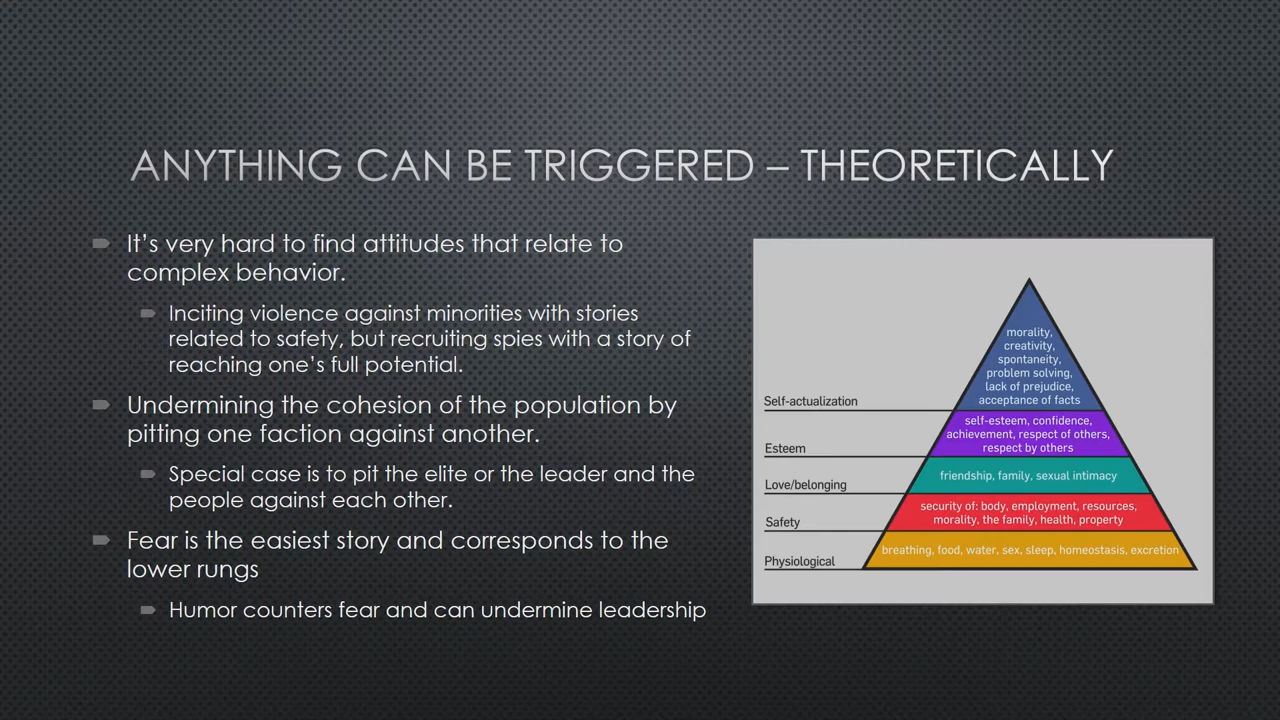 ANYTHING CAN BE TRIGGERED – THEORETICALLY
It's very hard to find attitudes that relate to
complex behavior.
Inciting violence against minorities with stories
related to safety, but recruiting spies with a story of
reaching one's full potential.
Undermining the cohesion of the population by
pitting one faction against another.
Special case is to pit the elite or the leader and the
people against each other.
Fear is the easiest story and corresponds to the
lower rungs
Humor counters fear and can undermine leadership
morality,
creativity,
spontaneity,
problem solving,
lack of prejudice,
acceptance of facts
Self-actualization
self-esteem, confidence,
achievement, respect of others,
respect by others
Esteem
friendship, family, sexual intimacy
Love/belonging
security of: body, employment, resources,
morality, the family, health, property
Safety
breathing, food, water, sex, sleep, homeostasis, excretion
Physiological